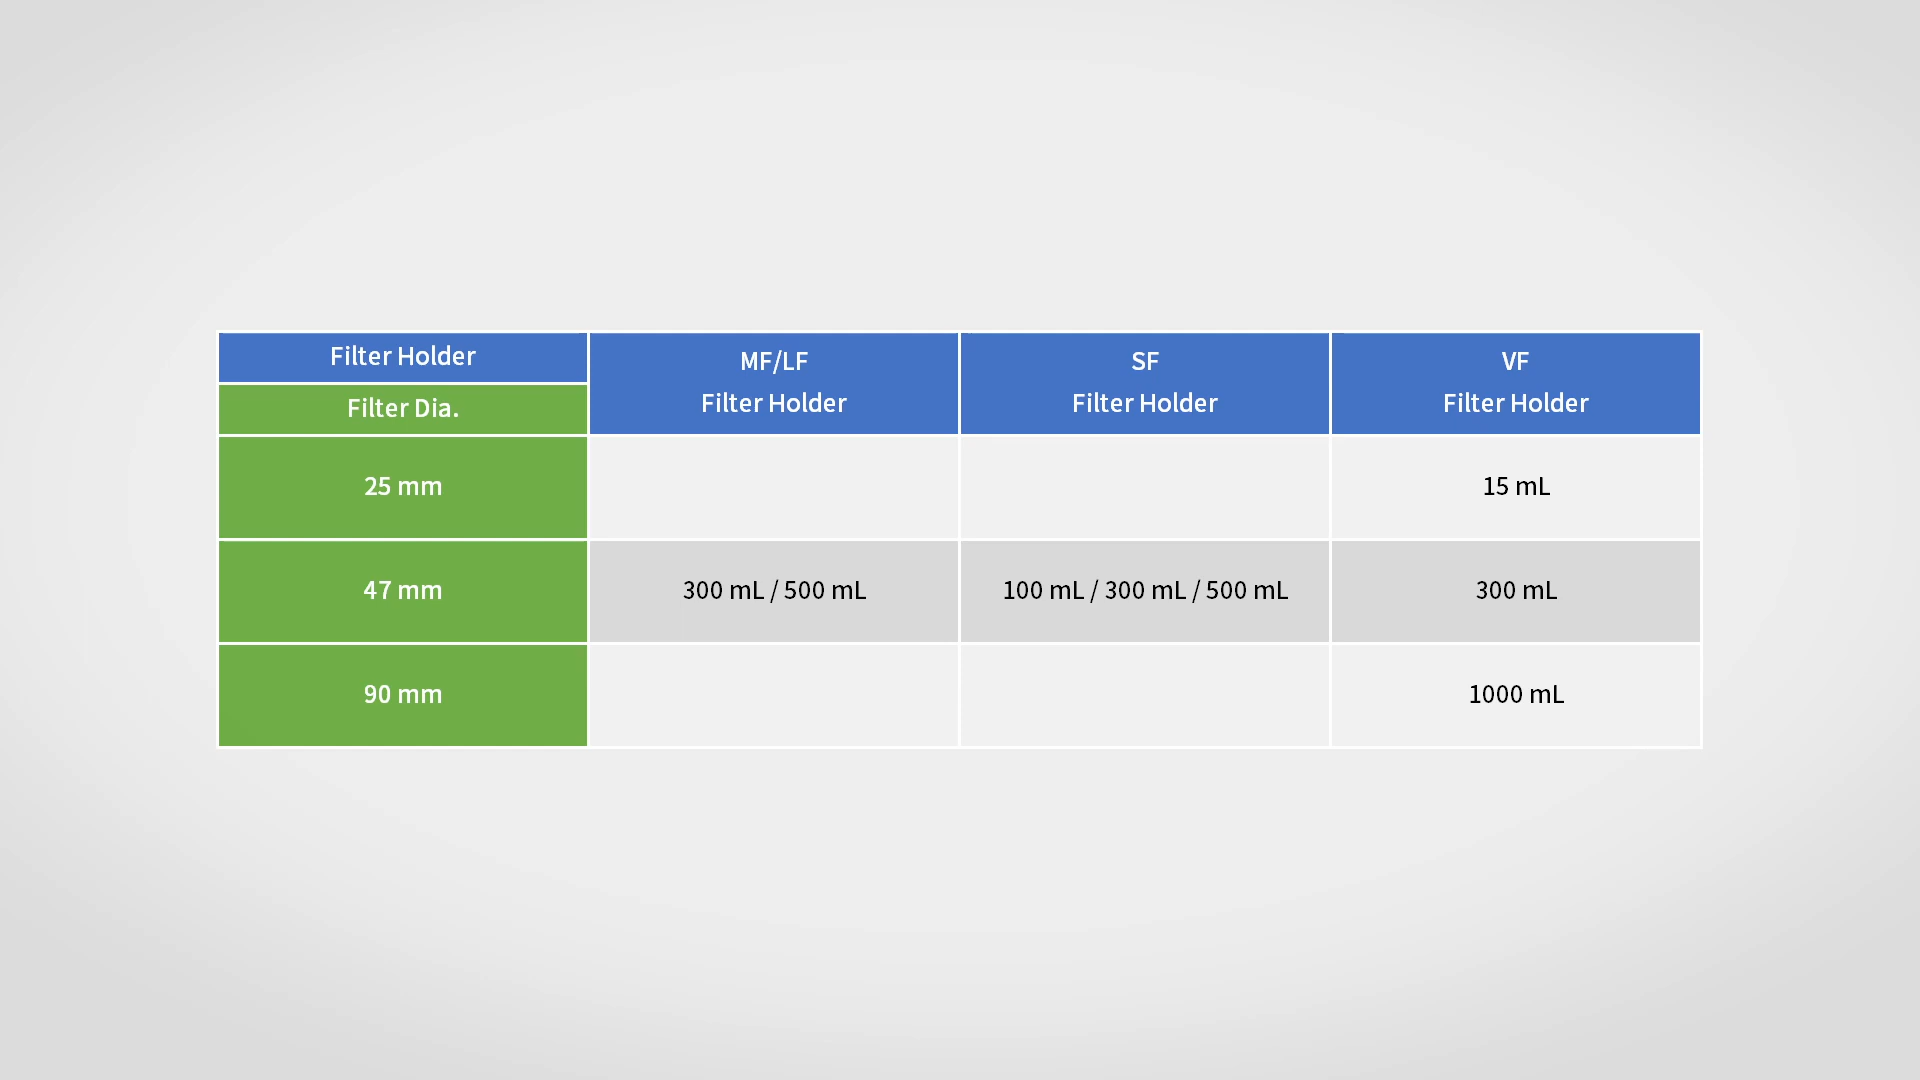 Filter Holder
Filter Dia.
MF/LF
Filter Holder
SF
Filter Holder
VF
Filter Holder
25 mm
15 mL
47 mm
300 mL / 500 mL
100 mL / 300 mL / 500 mL
300 mL
90 mm
1000 mL